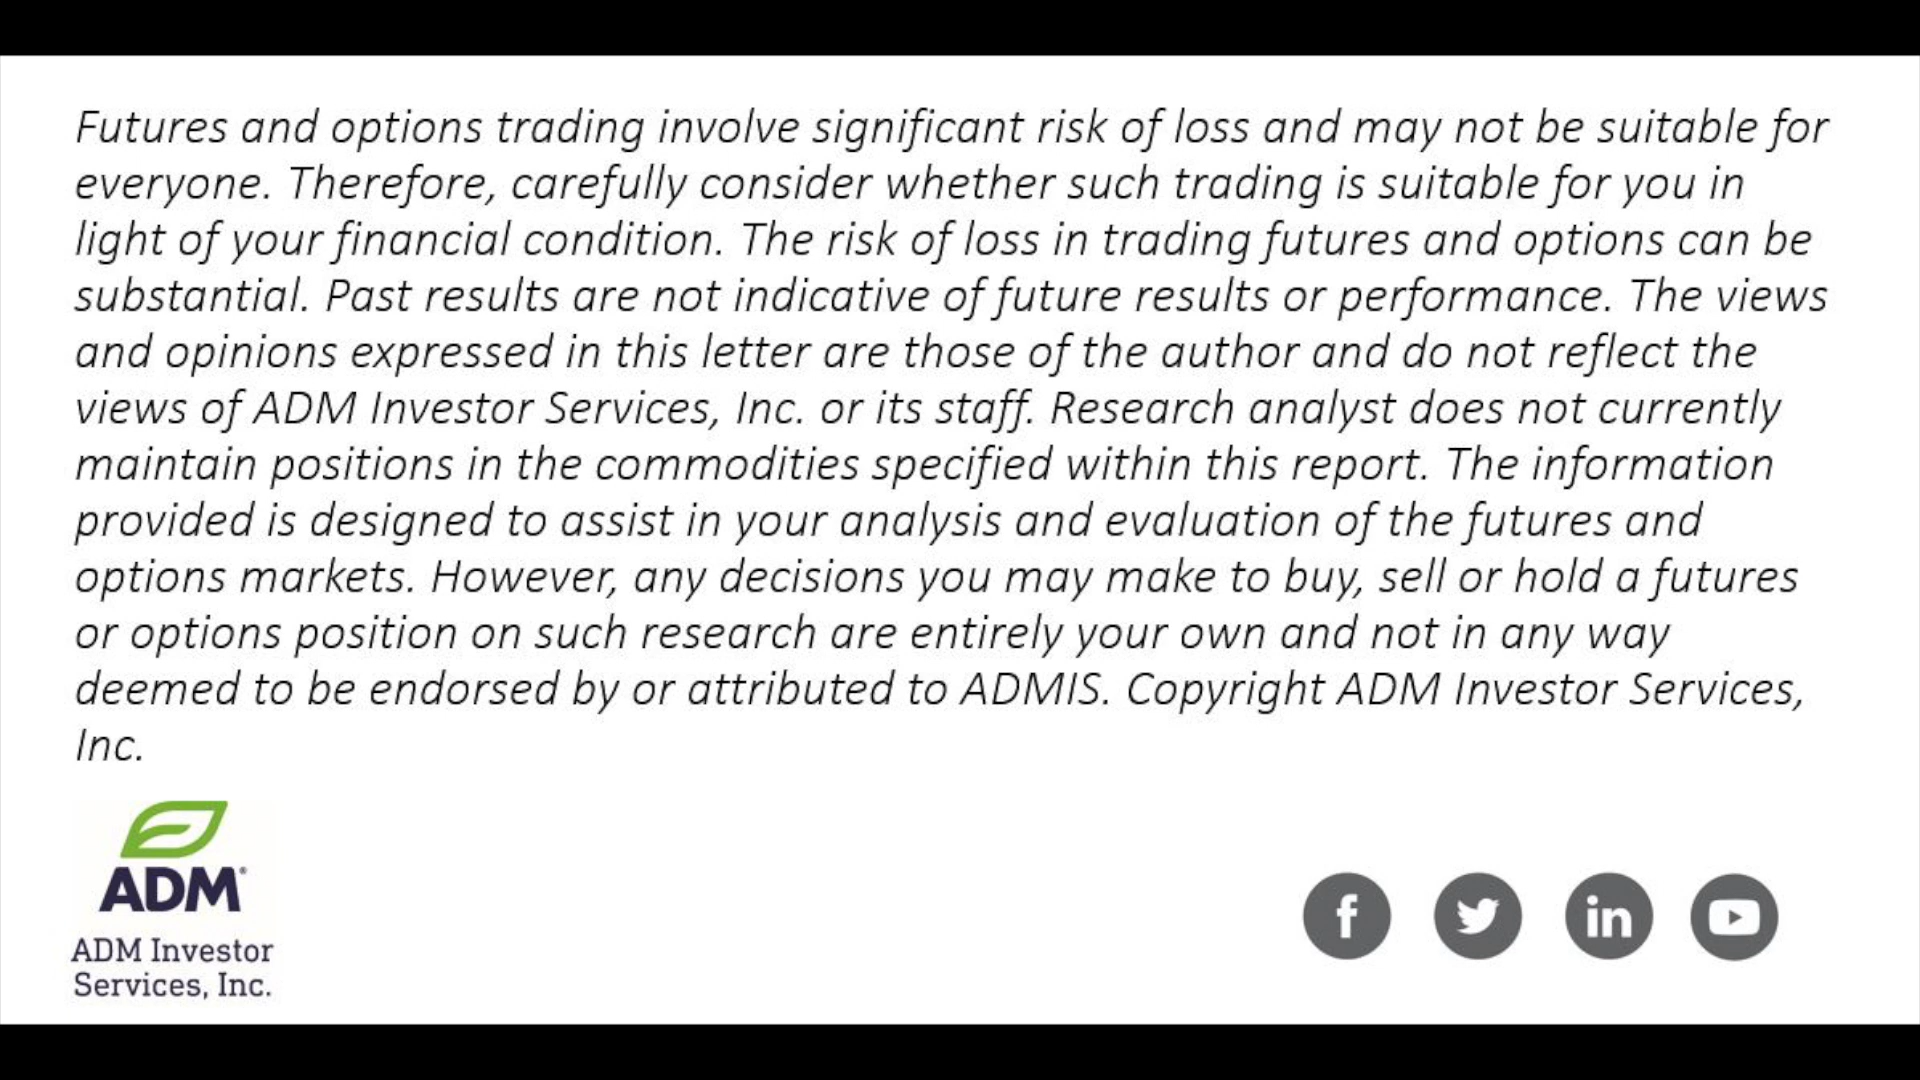 Futures and options trading involve significant risk of loss and may not be suitable for
everyone. Therefore, carefully consider whether such trading is suitable for you in
light of your financial condition. The risk of loss in trading futures and options can be
substantial. Past results are not indicative of future results or performance. The views
and opinions expressed in this letter are those of the author and do not reflect the
views of ADM Investor Services, Inc. or its staff. Research analyst does not currently
maintain positions in the commodities specified within this report. The information
provided is designed to assist in your analysis and evaluation of the futures and
options markets. However, any decisions you may make to buy, sell or hold a futures
or options position on such research are entirely your own and not in any way
deemed to be endorsed by or attributed to ADMIS. Copyright ADM Investor Services,
Inc.
ADM®
ADM Investor
Services, Inc.
f
in